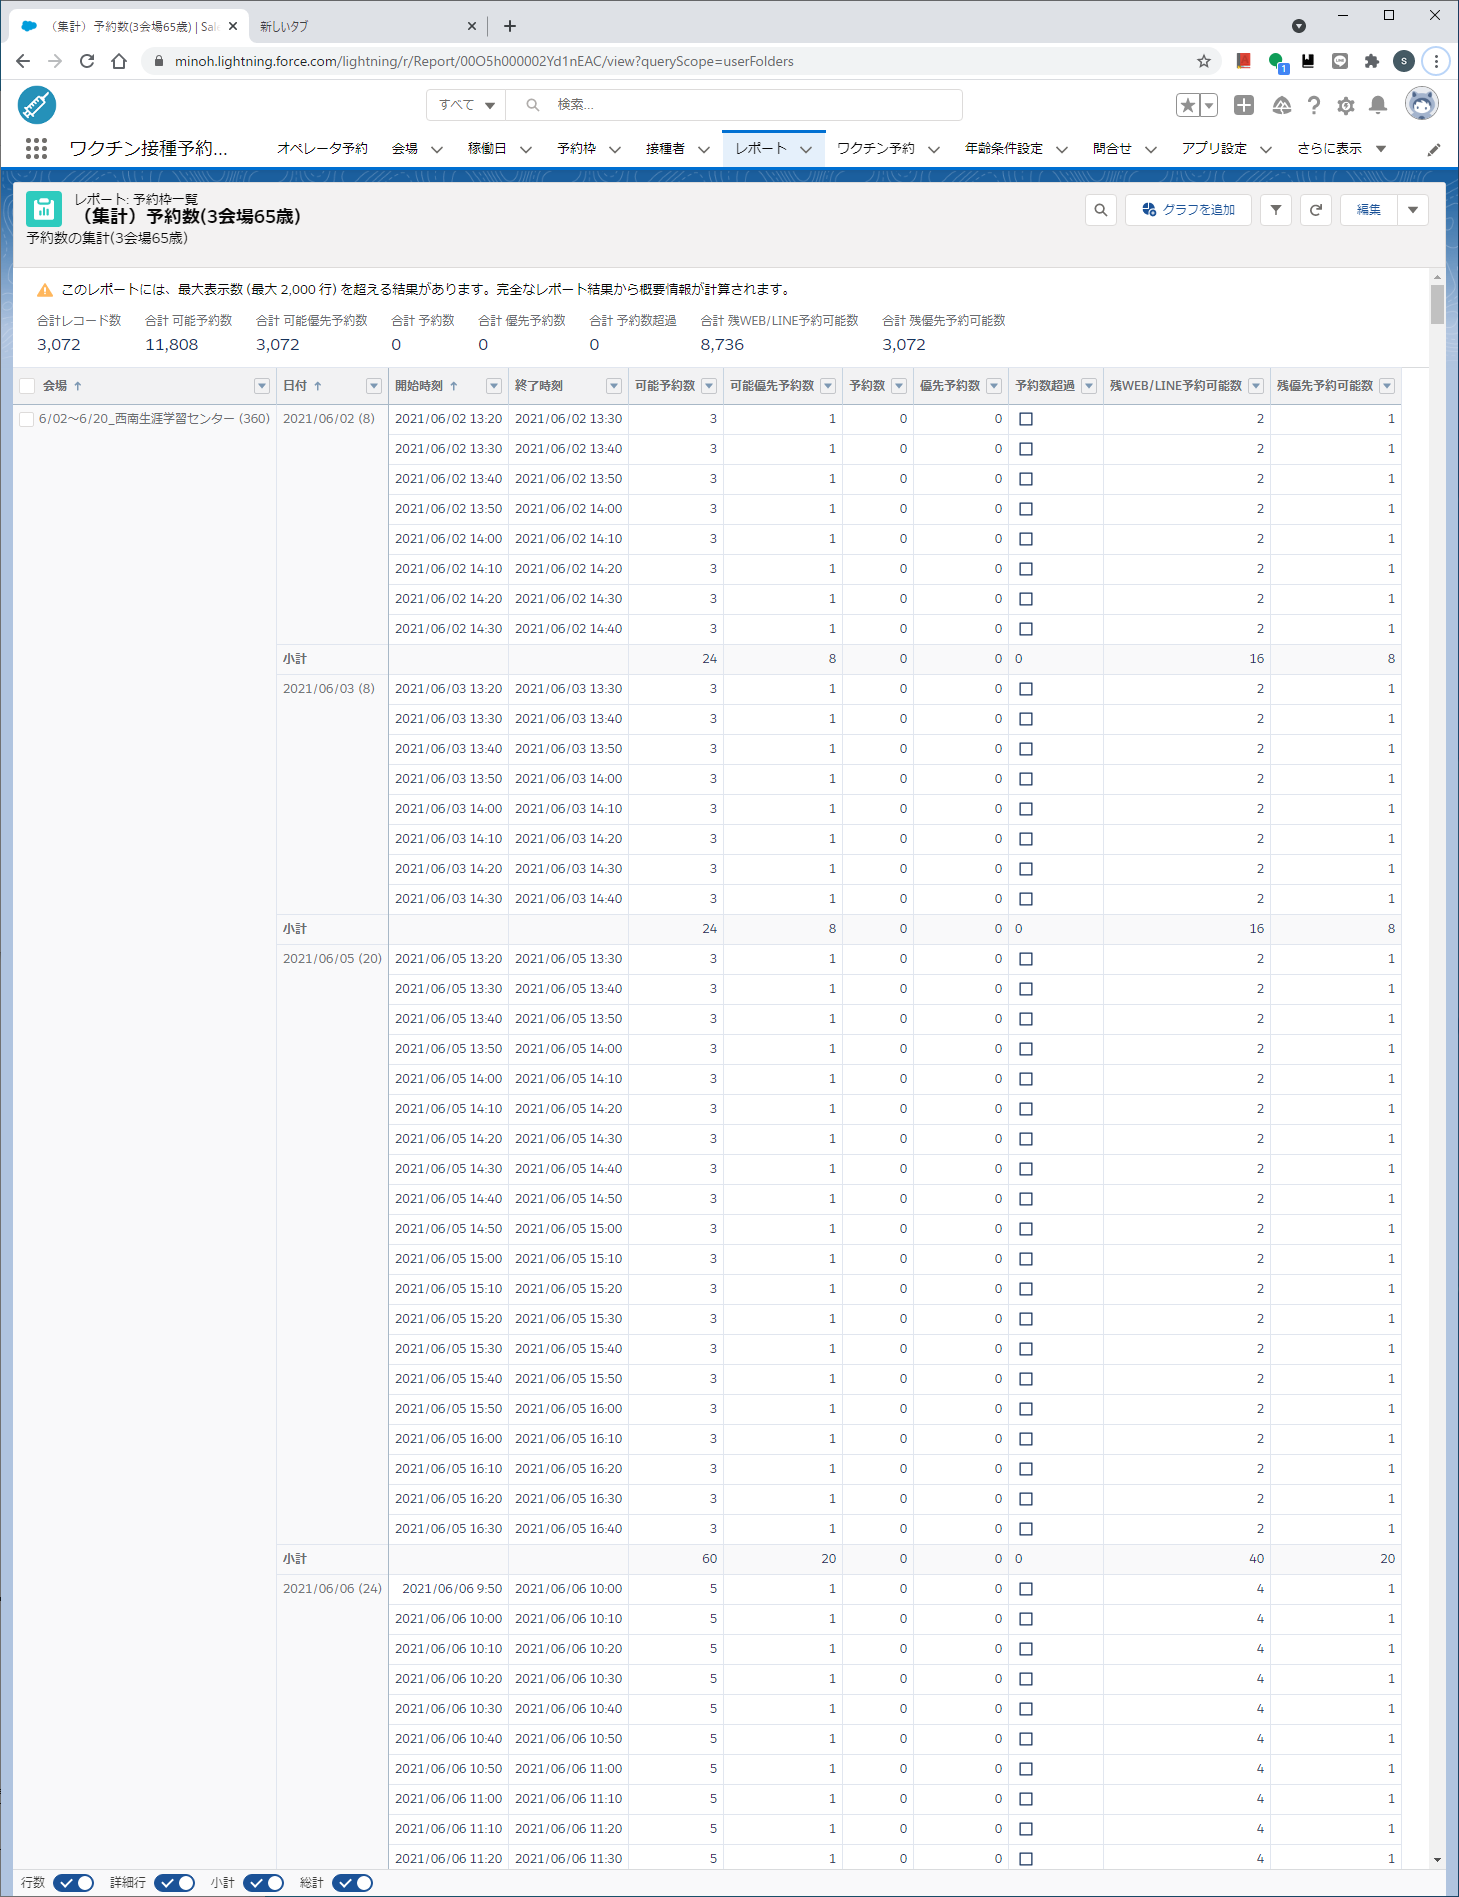 （集計）予約数(3会場65歳) | Sal
新しいタブ
minoh.lightning.force.com/lightning/r/Report/00O5h000002Yd1nEAC/view?queryScope=userFolders
1
S
すべて 検索...
ワクチン接種予約... オペレータ予約 会場 稼働日 予約枠 接種者 レポート ワクチン予約 年齢条件設定 問合せ アプリ設定 さらに表示
レポート: 予約枠一覧
（集計）予約数(3会場65歳)
予約数の集計(3会場65歳)
グラフを追加 編集
このレポートには、最大表示数 (最大 2,000 行) を超える結果があります。完全なレポート結果から概要情報が計算されます。
合計レコード数 合計 可能予約数 合計 可能優先予約数 合計 予約数 合計 優先予約数 合計 予約数超過 合計 残WEB/LINE予約可能数 合計 残優先予約可能数
3,072 11,808 3,072 0 0 0 8,736 3,072
会場 ↑ 日付 ↑ 開始時刻 ↑ 終了時刻 可能予約数 可能優先予約数 予約数 優先予約数 予約数超過 残WEB/LINE予約可能数 残優先予約可能数
6/02〜6/20_西南生涯学習センター (360) 2021/06/02 (8) 2021/06/02 13:20 2021/06/02 13:30 3 1 0 0 2 1
2021/06/02 13:30 2021/06/02 13:40 3 1 0 0 2 1
2021/06/02 13:40 2021/06/02 13:50 3 1 0 0 2 1
2021/06/02 13:50 2021/06/02 14:00 3 1 0 0 2 1
2021/06/02 14:00 2021/06/02 14:10 3 1 0 0 2 1
2021/06/02 14:10 2021/06/02 14:20 3 1 0 0 2 1
2021/06/02 14:20 2021/06/02 14:30 3 1 0 0 2 1
2021/06/02 14:30 2021/06/02 14:40 3 1 0 0 2 1
小計 24 8 0 0 0 16 8
2021/06/03 (8) 2021/06/03 13:20 2021/06/03 13:30 3 1 0 0 2 1
2021/06/03 13:30 2021/06/03 13:40 3 1 0 0 2 1
2021/06/03 13:40 2021/06/03 13:50 3 1 0 0 2 1
2021/06/03 13:50 2021/06/03 14:00 3 1 0 0 2 1
2021/06/03 14:00 2021/06/03 14:10 3 1 0 0 2 1
2021/06/03 14:10 2021/06/03 14:20 3 1 0 0 2 1
2021/06/03 14:20 2021/06/03 14:30 3 1 0 0 2 1
2021/06/03 14:30 2021/06/03 14:40 3 1 0 0 2 1
小計 24 8 0 0 0 16 8
2021/06/05 (20) 2021/06/05 13:20 2021/06/05 13:30 3 1 0 0 2 1
2021/06/05 13:30 2021/06/05 13:40 3 1 0 0 2 1
2021/06/05 13:40 2021/06/05 13:50 3 1 0 0 2 1
2021/06/05 13:50 2021/06/05 14:00 3 1 0 0 2 1
2021/06/05 14:00 2021/06/05 14:10 3 1 0 0 2 1
2021/06/05 14:10 2021/06/05 14:20 3 1 0 0 2 1
2021/06/05 14:20 2021/06/05 14:30 3 1 0 0 2 1
2021/06/05 14:30 2021/06/05 14:40 3 1 0 0 2 1
2021/06/05 14:40 2021/06/05 14:50 3 1 0 0 2 1
2021/06/05 14:50 2021/06/05 15:00 3 1 0 0 2 1
2021/06/05 15:00 2021/06/05 15:10 3 1 0 0 2 1
2021/06/05 15:10 2021/06/05 15:20 3 1 0 0 2 1
2021/06/05 15:20 2021/06/05 15:30 3 1 0 0 2 1
2021/06/05 15:30 2021/06/05 15:40 3 1 0 0 2 1
2021/06/05 15:40 2021/06/05 15:50 3 1 0 0 2 1
2021/06/05 15:50 2021/06/05 16:00 3 1 0 0 2 1
2021/06/05 16:00 2021/06/05 16:10 3 1 0 0 2 1
2021/06/05 16:10 2021/06/05 16:20 3 1 0 0 2 1
2021/06/05 16:20 2021/06/05 16:30 3 1 0 0 2 1
2021/06/05 16:30 2021/06/05 16:40 3 1 0 0 2 1
小計 60 20 0 0 0 40 20
2021/06/06 (24) 2021/06/06 9:50 2021/06/06 10:00 5 1 0 0 4 1
2021/06/06 10:00 2021/06/06 10:10 5 1 0 0 4 1
2021/06/06 10:10 2021/06/06 10:20 5 1 0 0 4 1
2021/06/06 10:20 2021/06/06 10:30 5 1 0 0 4 1
2021/06/06 10:30 2021/06/06 10:40 5 1 0 0 4 1
2021/06/06 10:40 2021/06/06 10:50 5 1 0 0 4 1
2021/06/06 10:50 2021/06/06 11:00 5 1 0 0 4 1
2021/06/06 11:00 2021/06/06 11:10 5 1 0 0 4 1
2021/06/06 11:10 2021/06/06 11:20 5 1 0 0 4 1
2021/06/06 11:20 2021/06/06 11:30 5 1 0 0 4 1
行数 詳細行 小計 総計